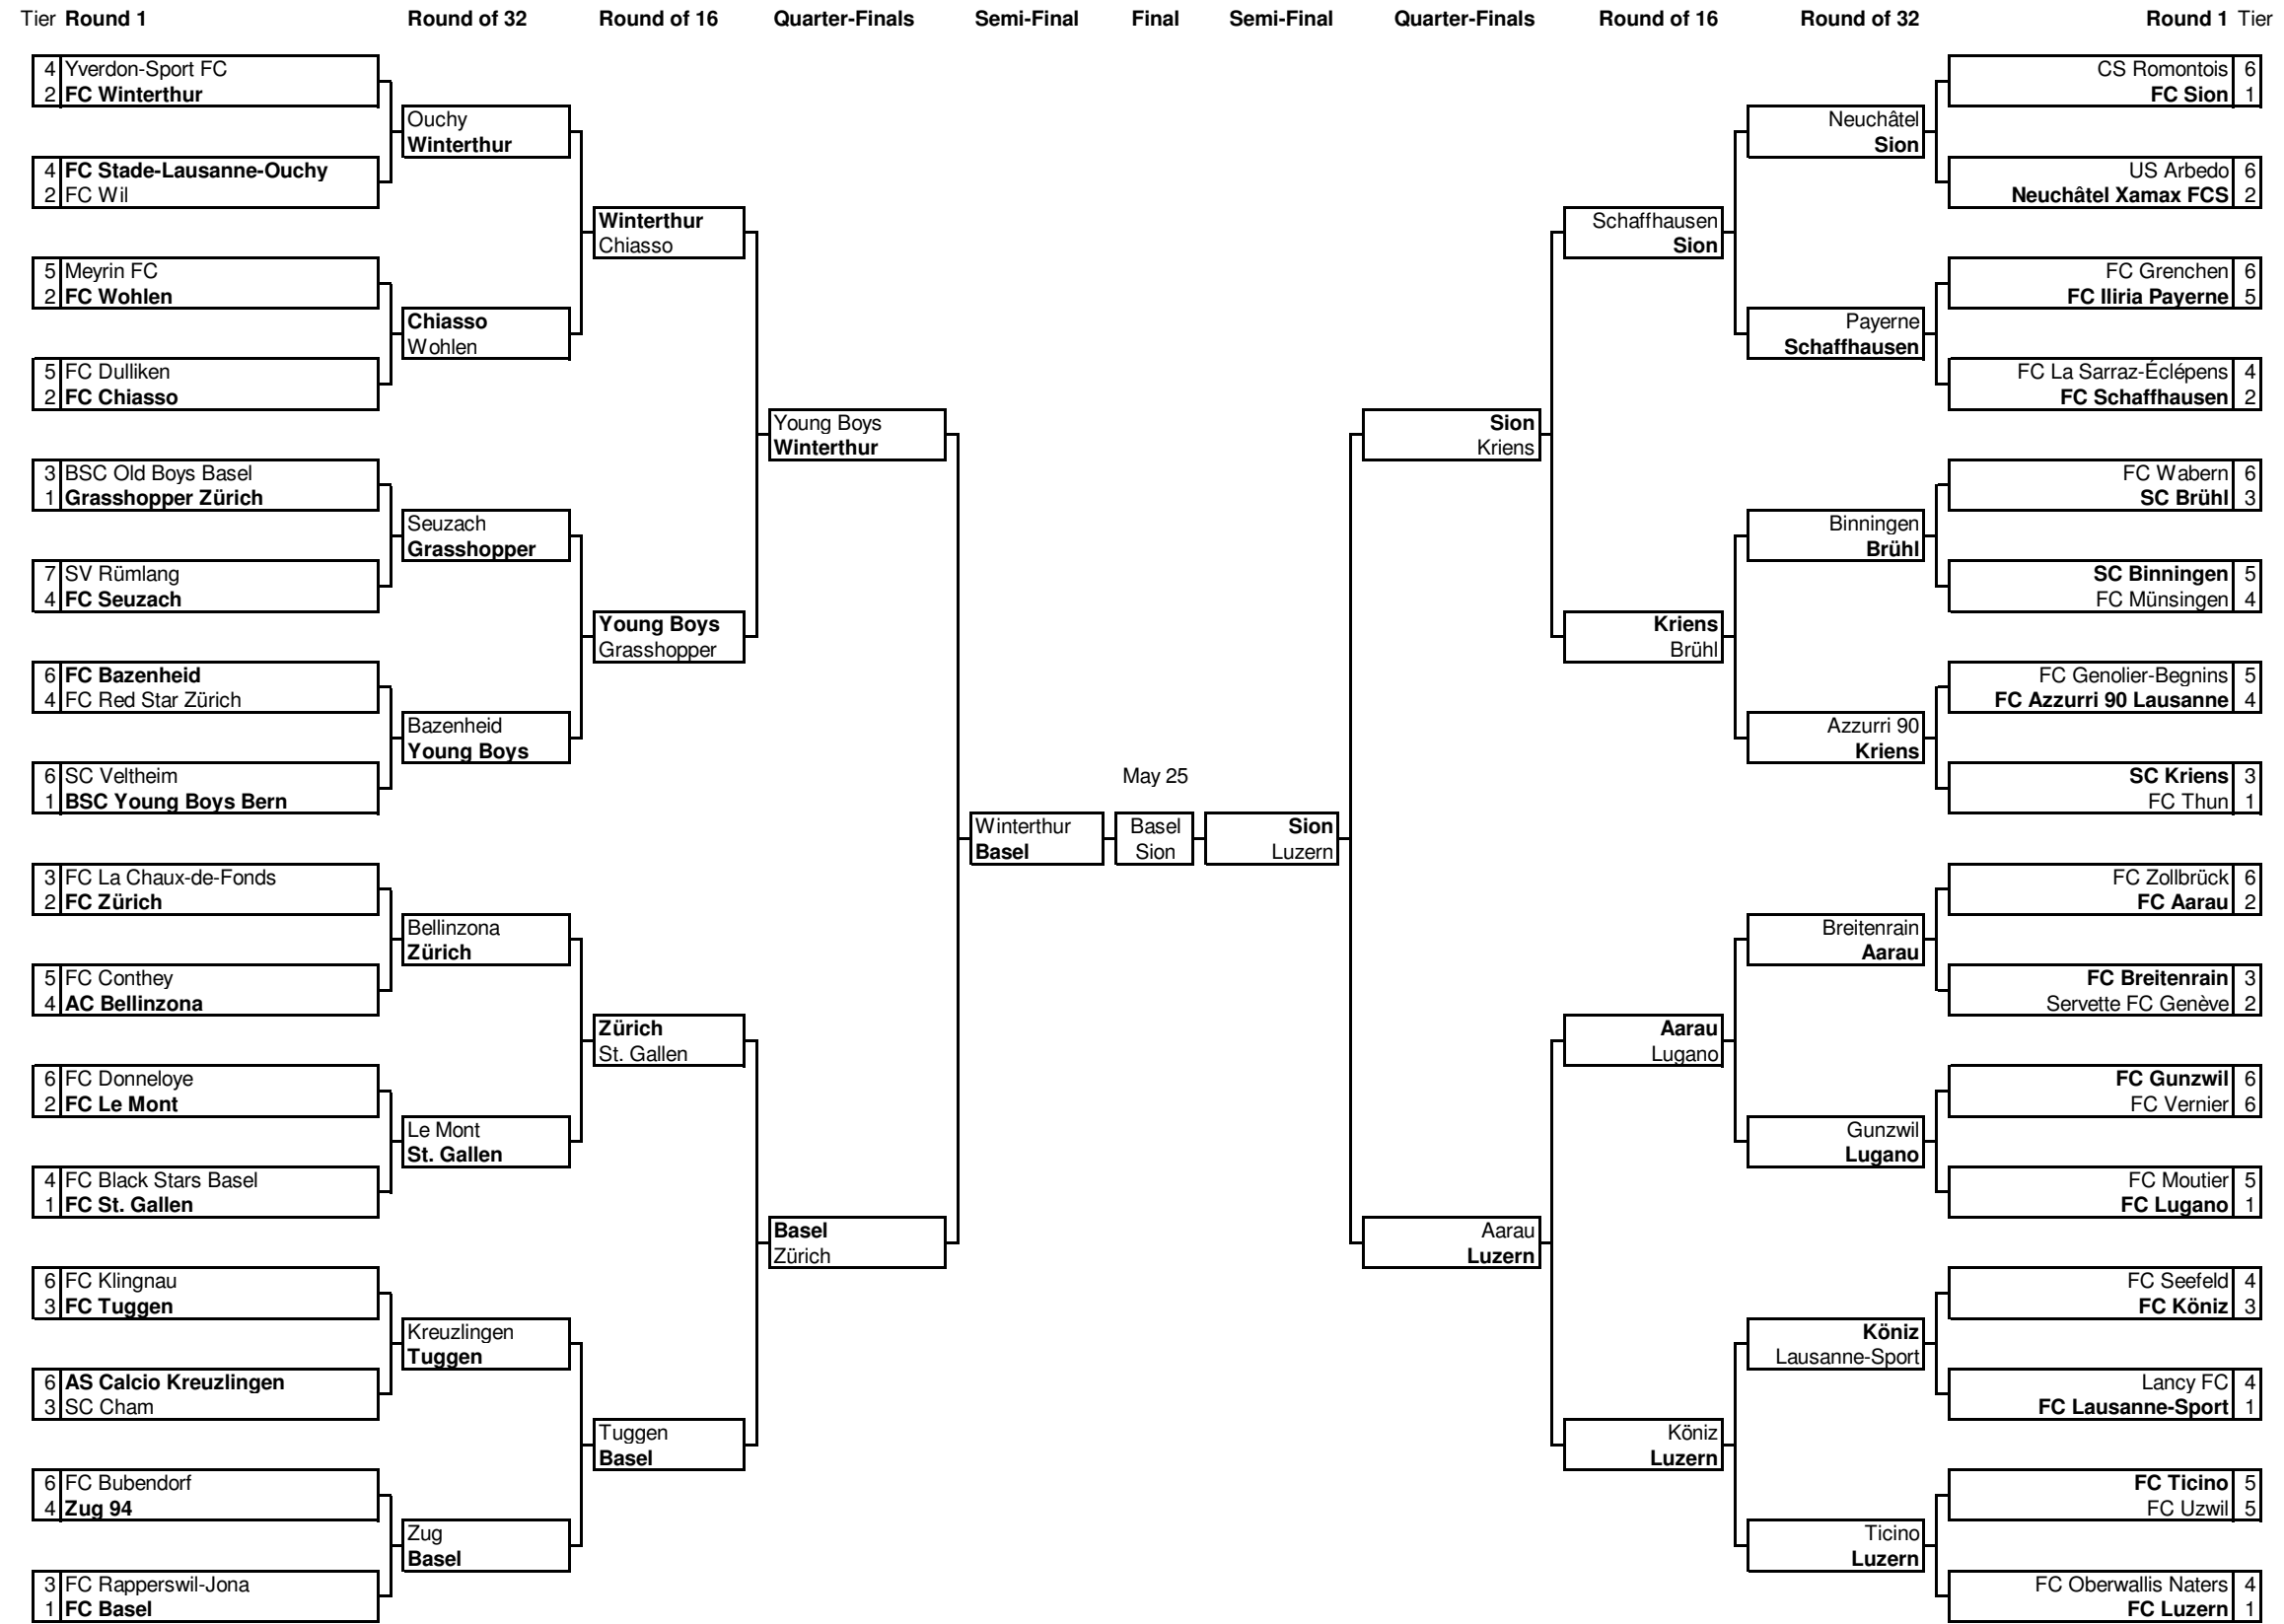 Tier Round 1 Round of 32 Round of 16 Quarter-Finals Semi-Final Final Semi-Final Quarter-Finals Round of 16 Round of 32 Round 1 Tier
4 Yverdon-Sport FC
2 FC Winterthur
4 FC Stade-Lausanne-Ouchy
2 FC Wil
5 Meyrin FC
2 FC Wohlen
5 FC Dulliken
2 FC Chiasso
3 BSC Old Boys Basel
1 Grasshopper Zürich
7 SV Rümlang
4 FC Seuzach
6 FC Bazenheid
4 FC Red Star Zürich
6 SC Veltheim
1 BSC Young Boys Bern
3 FC La Chaux-de-Fonds
2 FC Zürich
5 FC Conthey
4 AC Bellinzona
6 FC Donneloye
2 FC Le Mont
4 FC Black Stars Basel
1 FC St. Gallen
6 FC Klingnau
3 FC Tuggen
6 AS Calcio Kreuzlingen
3 SC Cham
6 FC Bubendorf
4 Zug 94
3 FC Rapperswil-Jona
1 FC Basel
Ouchy
Winterthur
Chiasso
Wohlen
Seuzach
Grasshopper
Bazenheid
Young Boys
Bellinzona
Zürich
Le Mont
St. Gallen
Kreuzlingen
Tuggen
Zug
Basel
Winterthur
Chiasso
Young Boys
Grasshopper
Zürich
St. Gallen
Tuggen
Basel
Young Boys
Winterthur
Basel
Zürich
Winterthur
Basel
May 25
Basel
Sion
Sion
Luzern
Sion
Kriens
Aarau
Luzern
Schaffhausen
Sion
Kriens
Brühl
Aarau
Lugano
Köniz
Luzern
Neuchâtel
Sion
Payerne
Schaffhausen
Binningen
Brühl
Azzurri 90
Kriens
Breitenrain
Aarau
Gunzwil
Lugano
Köniz
Lausanne-Sport
Ticino
Luzern
CS Romontois 6
FC Sion 1
US Arbedo 6
Neuchâtel Xamax FCS 2
FC Grenchen 6
FC Iliria Payerne 5
FC La Sarraz-Éclépens 4
FC Schaffhausen 2
FC Wabern 6
SC Brühl 3
SC Binningen 5
FC Münsingen 4
FC Genolier-Begnins 5
FC Azzurri 90 Lausanne 4
SC Kriens 3
FC Thun 1
FC Zollbrück 6
FC Aarau 2
FC Breitenrain 3
Servette FC Genève 2
FC Gunzwil 6
FC Vernier 6
FC Moutier 5
FC Lugano 1
FC Seefeld 4
FC Köniz 3
Lancy FC 4
FC Lausanne-Sport 1
FC Ticino 5
FC Uzwil 5
FC Oberwallis Naters 4
FC Luzern 1